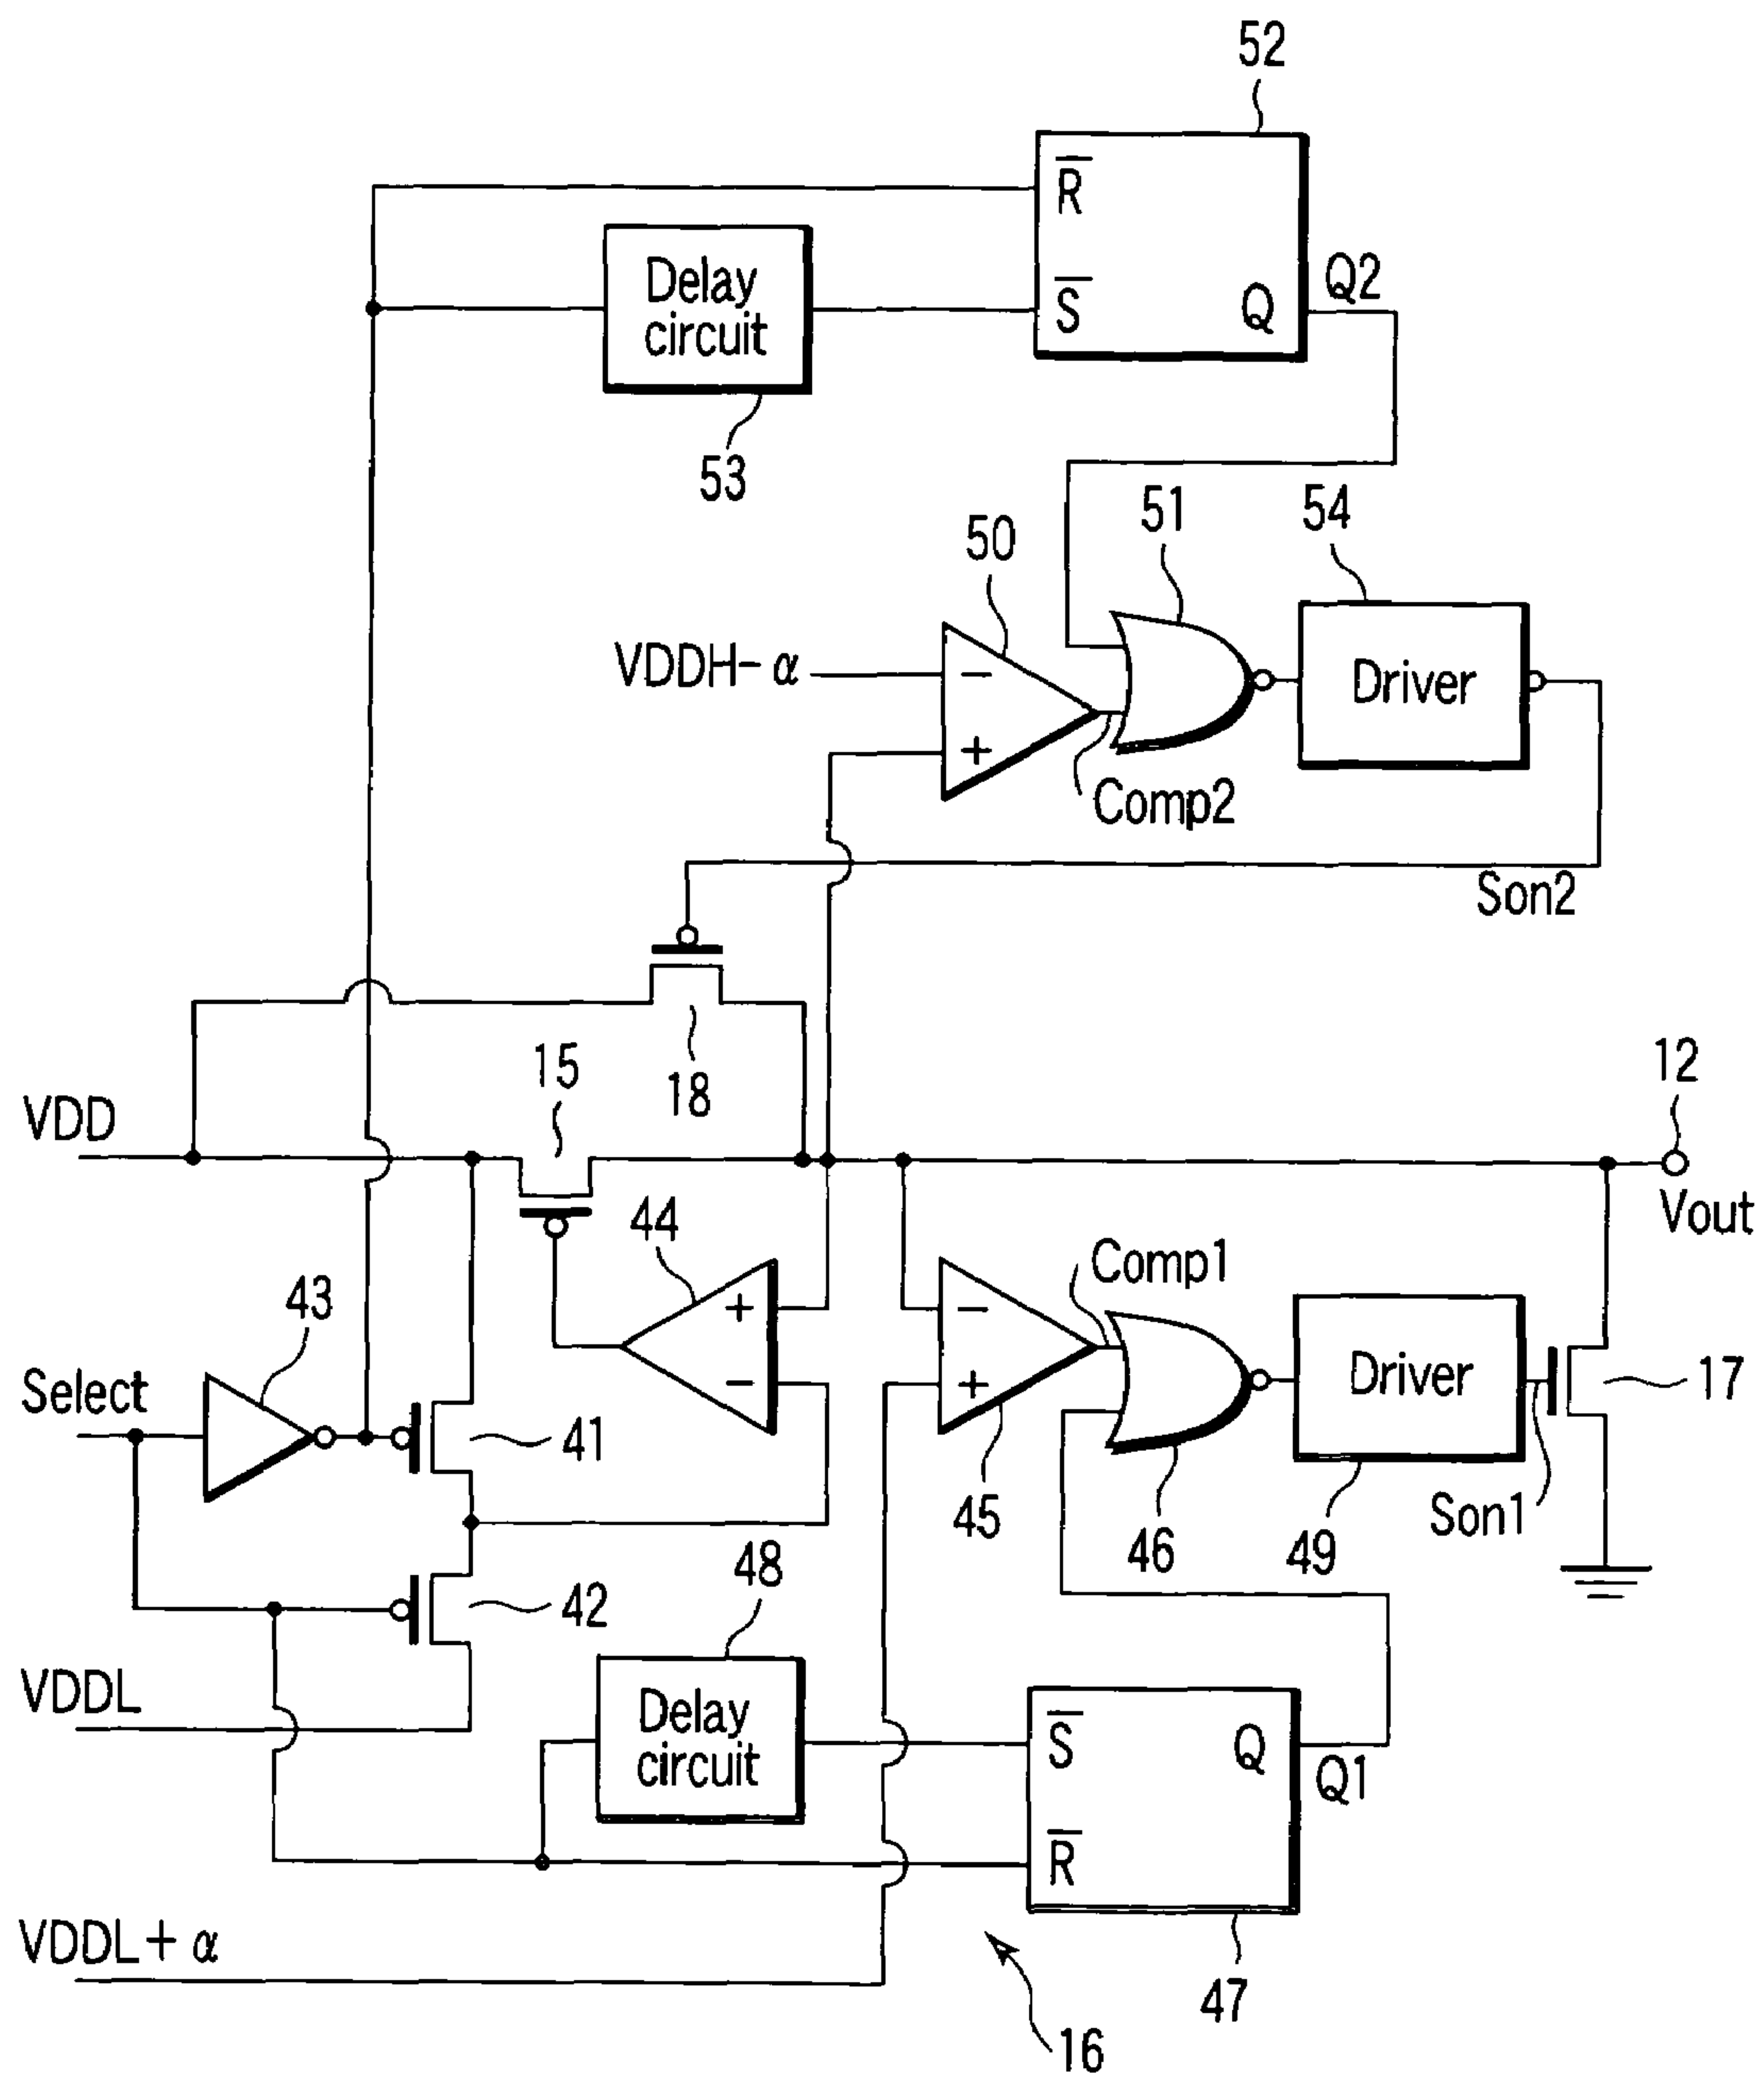 52
R
S
Q
Q2
Delay
circuit
53
50
51
54
VDDH-α
−
+
Driver
Comp2
Son2
18
15
12
VDD
Vout
44
+
−
Comp1
−
+
Driver
17
43
Select
41
45
46
49
Son1
42
48
VDDL
Delay
circuit
S
Q
Q1
R
VDDL+α
47
16